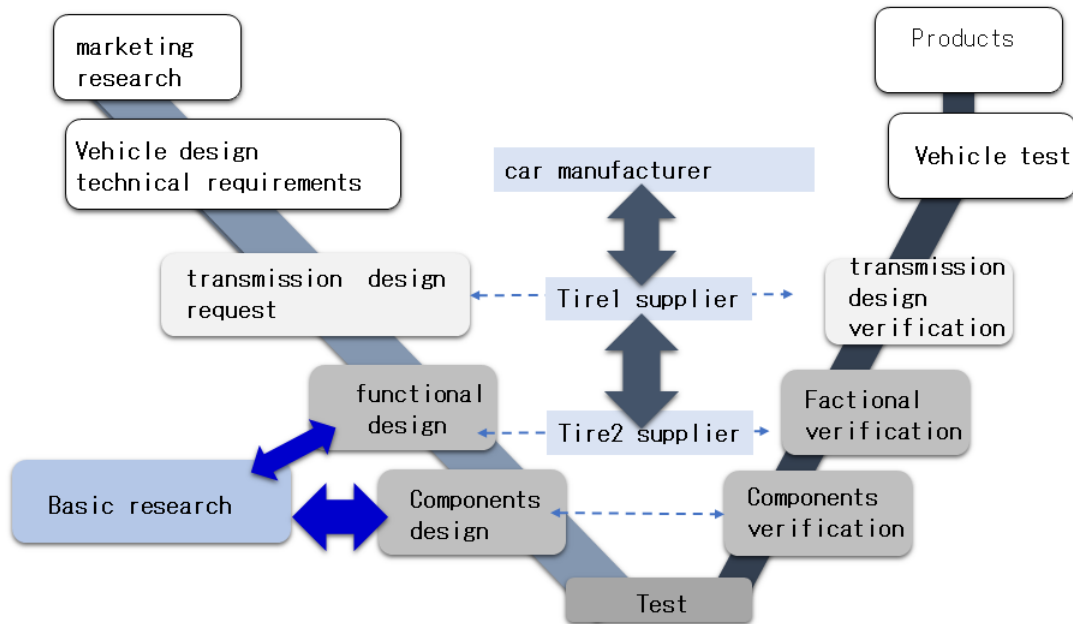 marketing
research
Products
Vehicle design
technical requirements
car manufacturer
Vehicle test
transmission design
request
Tire1 supplier
transmission
design
verification
functional
design
Tire2 supplier
Factional
verification
Basic research
Components
design
Components
verification
Test